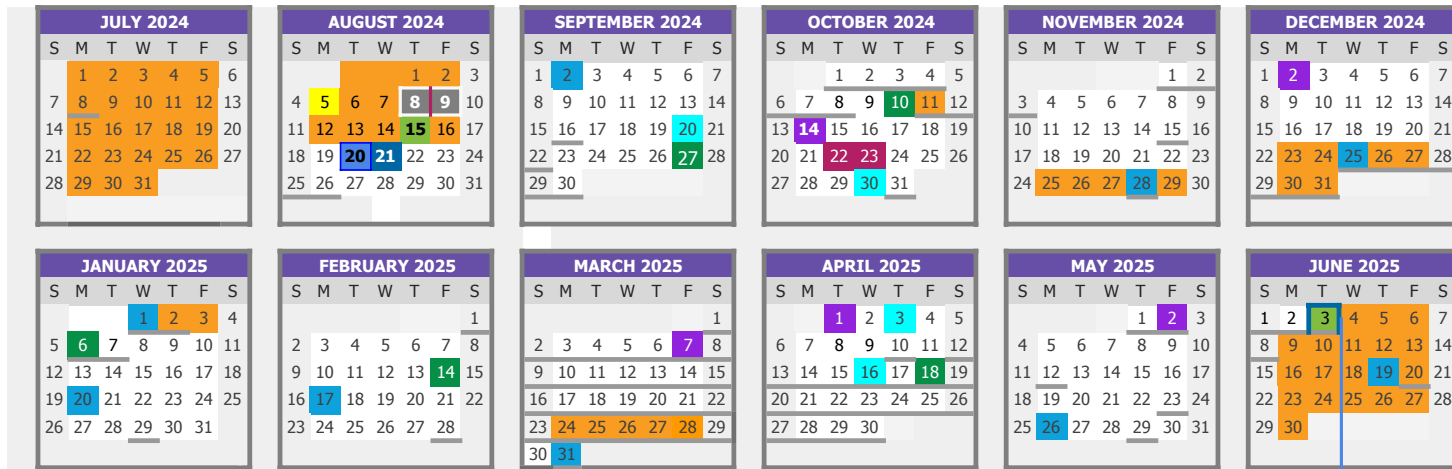 JULY 2024 AUGUST 2024 SEPTEMBER 2024 OCTOBER 2024 NOVEMBER 2024 DECEMBER 2024
S M T W T F S S M T W T F S S M T W T F S S M T W T F S S M T W T F S S M T W T F S
1 2 3 4 5 6 1 2 3 1 2 3 4 5 6 7 1 2 3 4 5 1 2 1 2 3 4 5 6 7
7 8 9 10 11 12 13 4 5 6 7 8 9 10 8 9 10 11 12 13 14 6 7 8 9 10 11 12 3 4 5 6 7 8 9 8 9 10 11 12 13 14
14 15 16 17 18 19 20 11 12 13 14 15 16 17 15 16 17 18 19 20 21 13 14 15 16 17 18 19 10 11 12 13 14 15 16 15 16 17 18 19 20 21
21 22 23 24 25 26 27 18 19 20 21 22 23 24 22 23 24 25 26 27 28 20 21 22 23 24 25 26 17 18 19 20 21 22 23 22 23 24 25 26 27 28
28 29 30 31 25 26 27 28 29 30 31 29 30 27 28 29 30 31 24 25 26 27 28 29 30 29 30 31
JANUARY 2025 FEBRUARY 2025 MARCH 2025 APRIL 2025 MAY 2025 JUNE 2025
S M T W T F S S M T W T F S S M T W T F S S M T W T F S S M T W T F S S M T W T F S
1 2 3 4 1 1 1 2 3 4 5 1 2 3 1 2 3 4 5 6 7
5 6 7 8 9 10 11 2 3 4 5 6 7 8 2 3 4 5 6 7 8 6 7 8 9 10 11 12 4 5 6 7 8 9 10 8 9 10 11 12 13 14
12 13 14 15 16 17 18 9 10 11 12 13 14 15 9 10 11 12 13 14 15 13 14 15 16 17 18 19 11 12 13 14 15 16 17 15 16 17 18 19 20 21
19 20 21 22 23 24 25 16 17 18 19 20 21 22 16 17 18 19 20 21 22 20 21 22 23 24 25 26 18 19 20 21 22 23 24 22 23 24 25 26 27 28
26 27 28 29 30 31 23 24 25 26 27 28 23 24 25 26 27 28 29 27 28 29 30 25 26 27 28 29 30 31 29 30
30 31